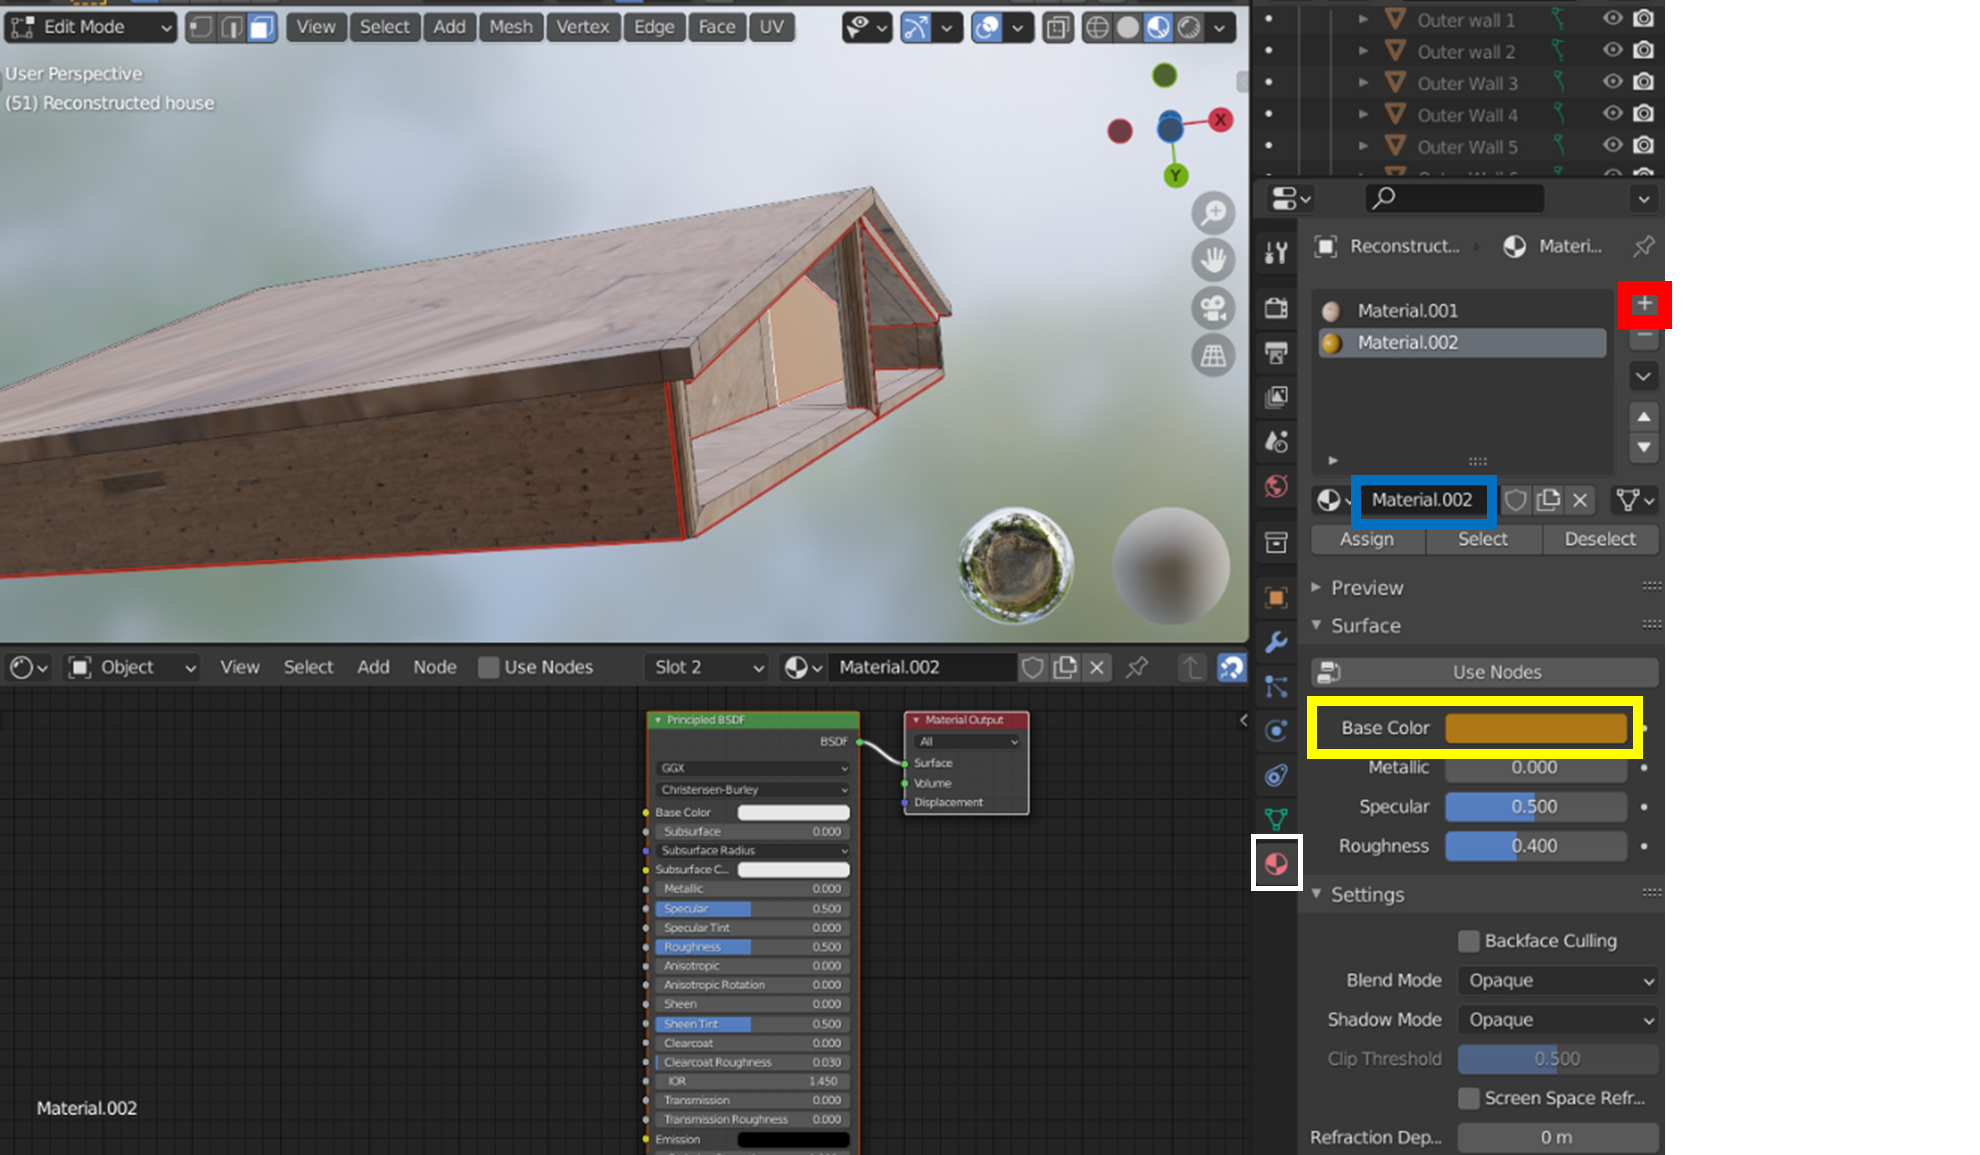 Edit Mode
View
Select
Add
Mesh
Vertex
Edge
Face
UV
User Perspective
(51) Reconstructed house
X
Y
Outer wall 1
Outer wall 2
Outer Wall 3
Outer Wall 4
Outer Wall 5
Reconstruct...
Materi...
Material.001
Material.002
Material.002
Assign
Select
Deselect
Preview
Surface
Use Nodes
Base Color
Metallic
0.000
Specular
0.500
Roughness
0.400
Settings
Backface Culling
Blend Mode
Opaque
Shadow Mode
Opaque
Clip Threshold
0.500
Screen Space Refr...
Refraction Dep...
0 m
Object
View
Select
Add
Node
Use Nodes
Slot 2
Material.002
Principled BSDF
BSDF
GGX
Christensen-Burley
Base Color
Subsurface 0.000
Subsurface Radius
Subsurface C...
Metallic 0.000
Specular 0.500
Specular Tint 0.000
Roughness 0.500
Anisotropic 0.000
Anisotropic Rotation 0.000
Sheen 0.000
Sheen Tint 0.500
Clearcoat 0.000
Clearcoat Roughness 0.030
IOR 1.450
Transmission 0.000
Transmission Roughness 0.000
Emission
Material Output
All
Surface
Volume
Displacement
Material.002